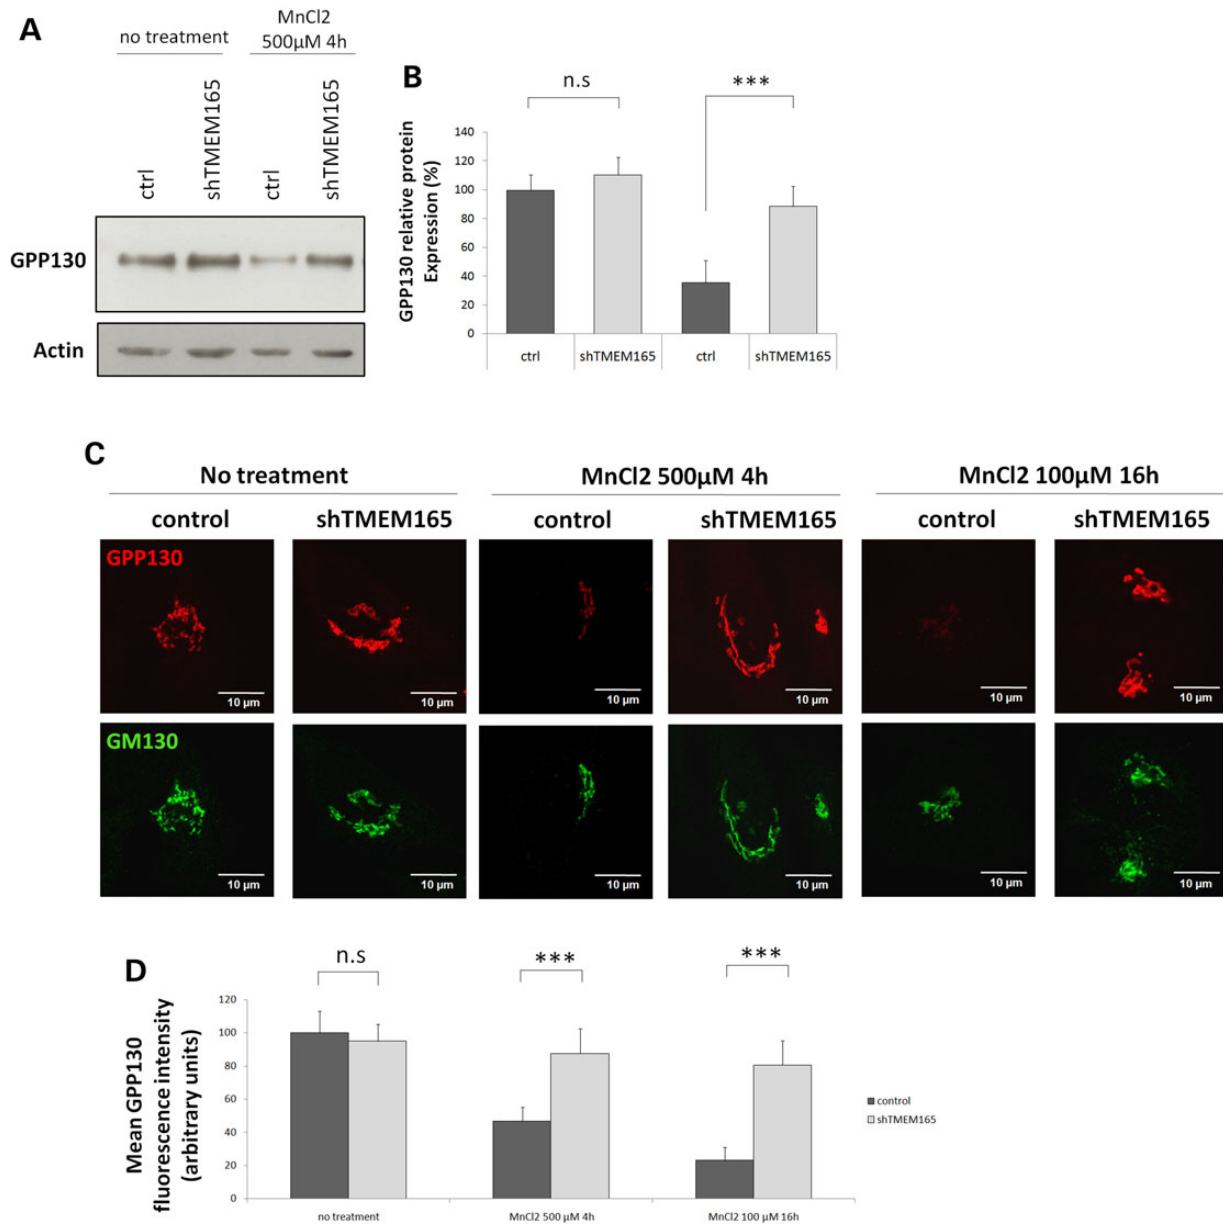 A
no treatment
MnCl2
500µM 4h
ctrl
shTMEM165
ctrl
shTMEM165
GPP130
Actin
B
n.s
***
GPP130 relative protein
Expression (%)
140
120
100
80
60
40
20
0
ctrl
shTMEM165
ctrl
shTMEM165
C
No treatment
MnCl2 500µM 4h
MnCl2 100µM 16h
control
shTMEM165
control
shTMEM165
control
shTMEM165
GPP130
10 µm
10 µm
10 µm
10 µm
10 µm
10 µm
GM130
10 µm
10 µm
10 µm
10 µm
10 µm
10 µm
D
n.s
***
***
Mean GPP130
fluorescence intensity
(arbitrary units)
120
100
80
60
40
20
0
no treatment
MnCl2 500 µM 4h
MnCl2 100 µM 16h
control
shTMEM165